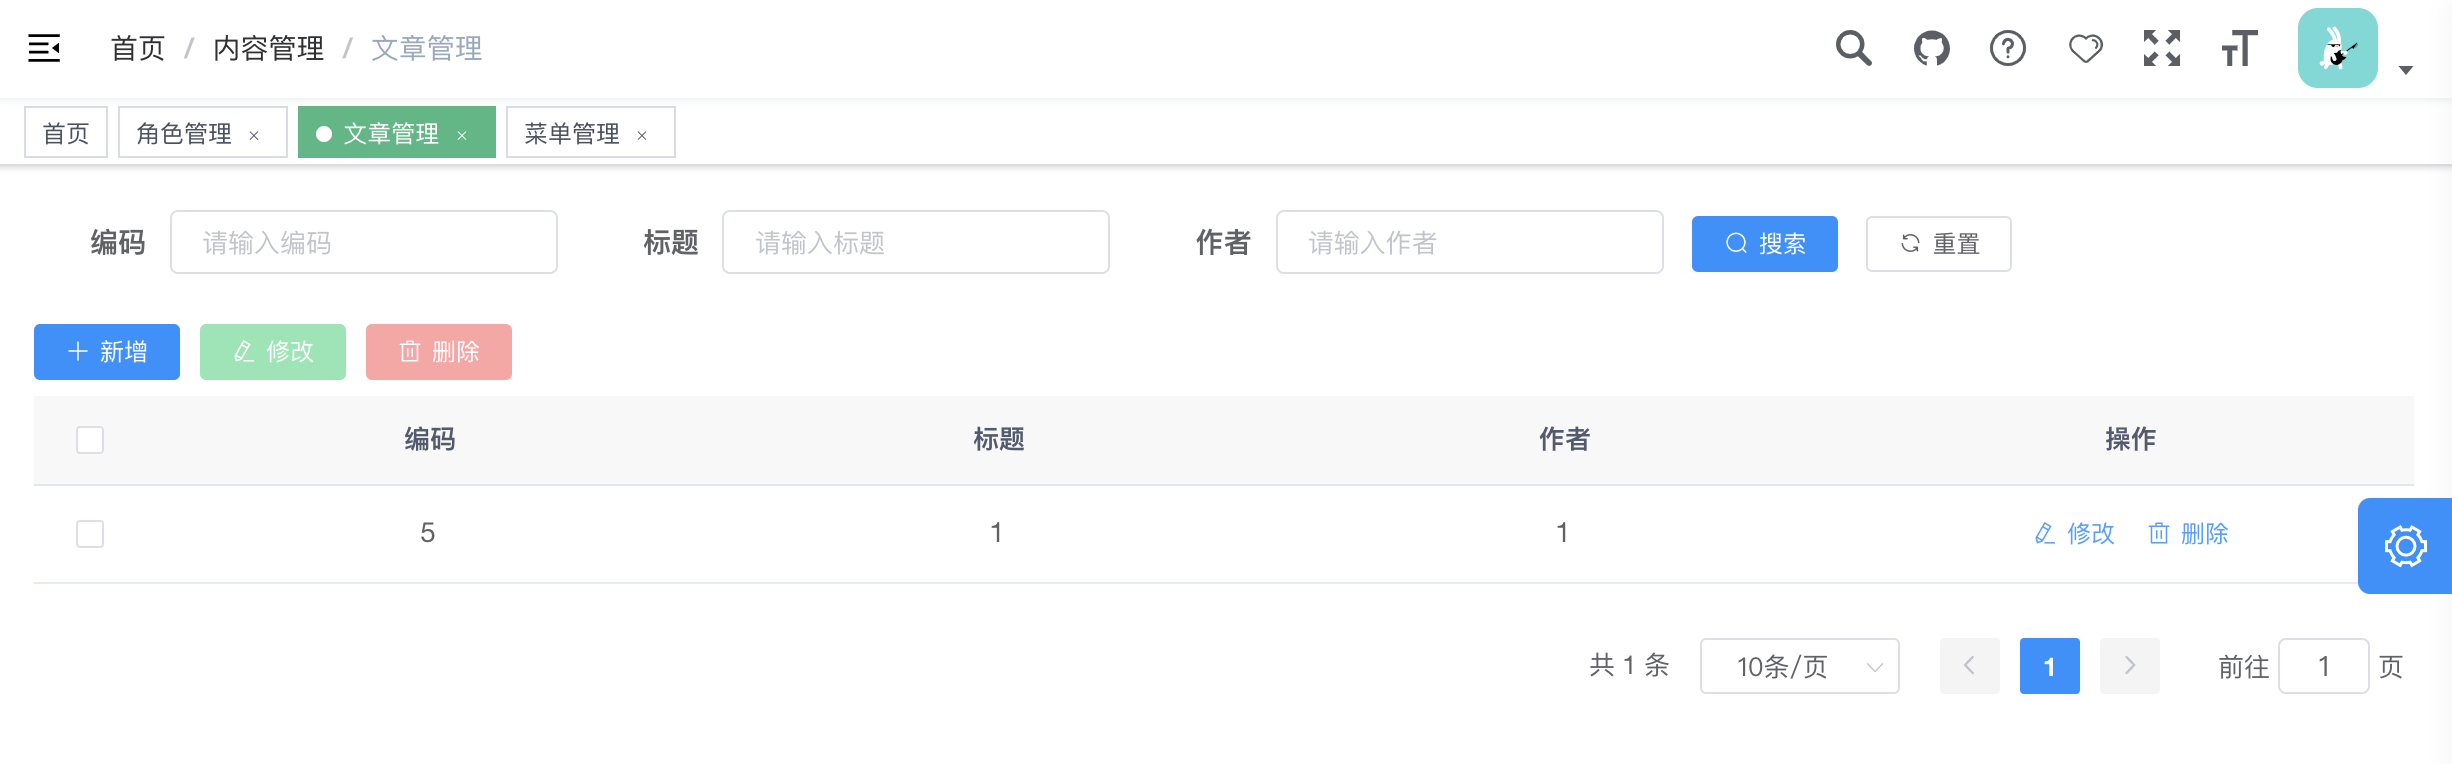 首页 / 内容管理 / 文章管理
首页 角色管理 × 文章管理 × 菜单管理 ×
编码 请输入编码 标题 请输入标题 作者 请输入作者 搜索 重置
新增 修改 删除
编码 标题 作者 操作
5 1 1 修改 删除
共 1 条 10条/页 1 前往 1 页